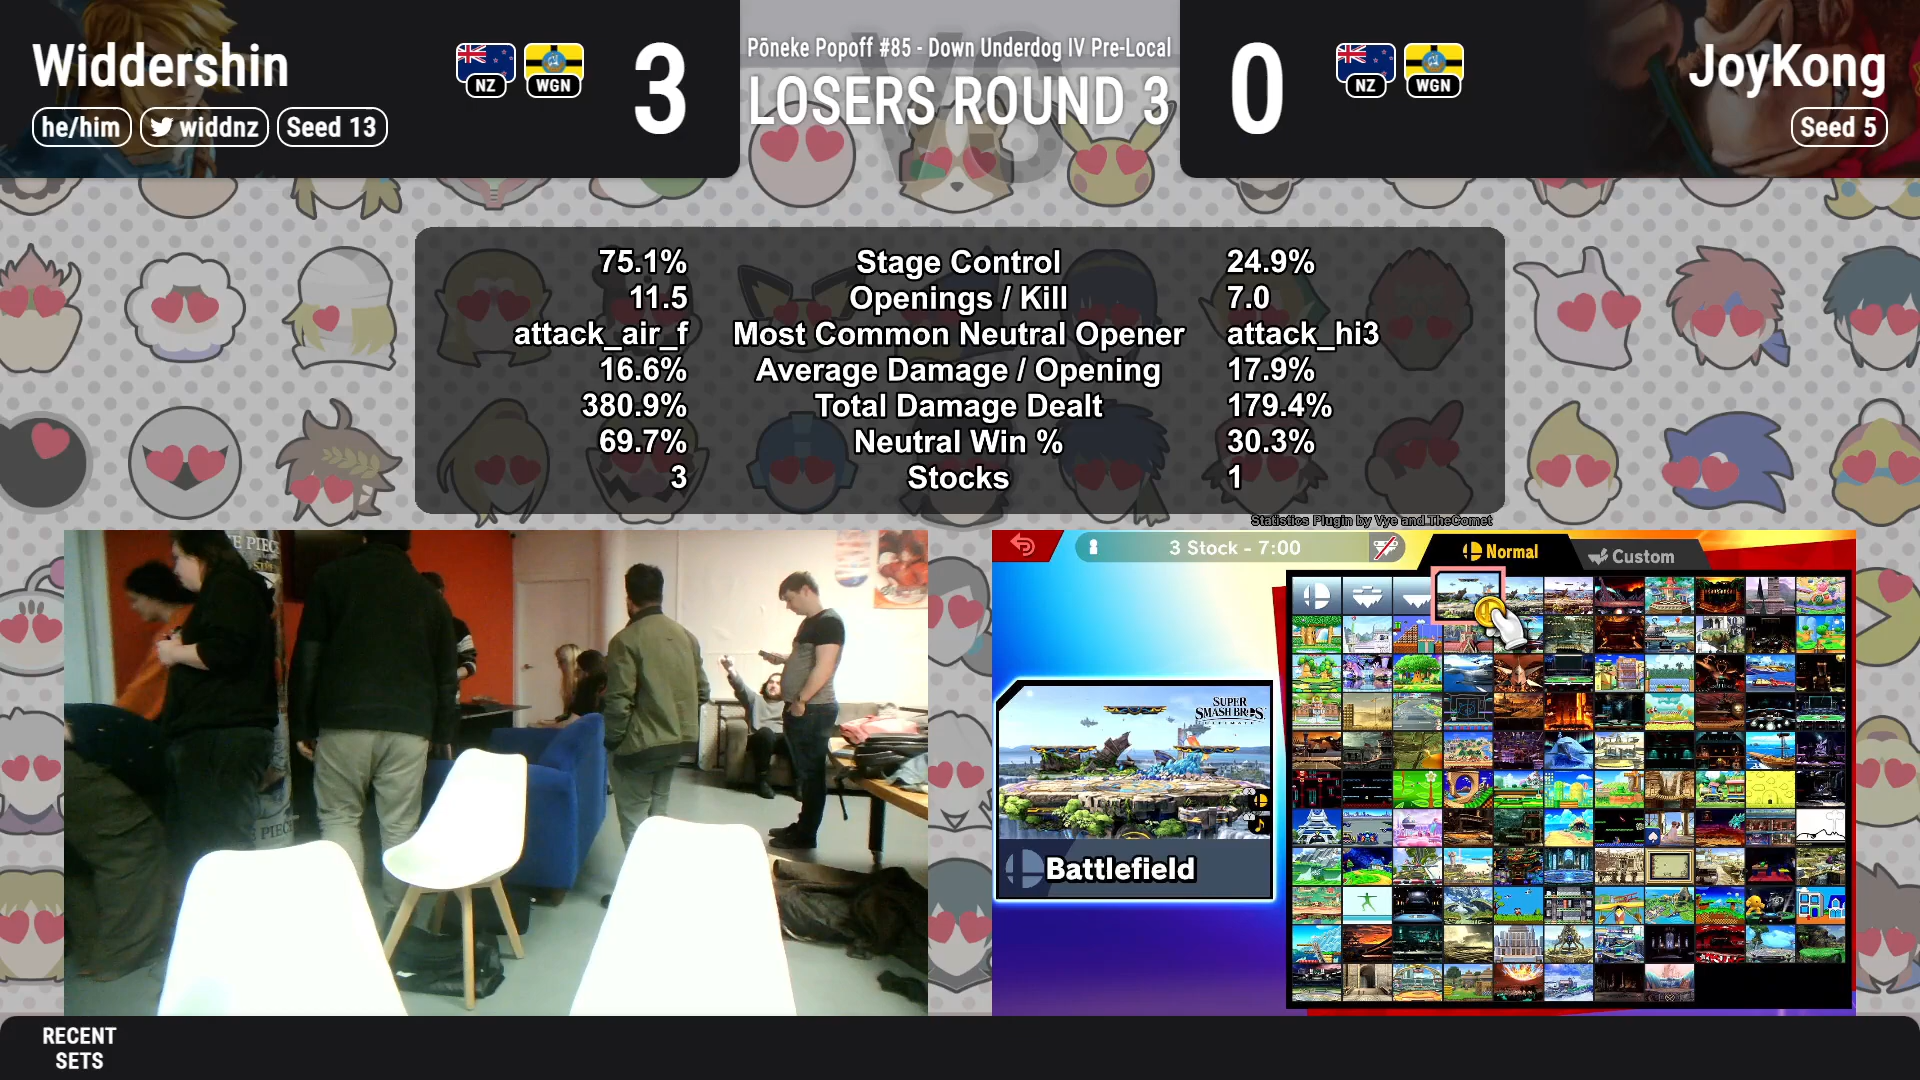 Widdershin
NZ
WGN
3
he/him
widdnz
Seed 13
Pōneke Popoff #85 - Down Underdog IV Pre-Local
LOSERS ROUND 3
VS
0
NZ
WGN
JoyKong
Seed 5
75.1% Stage Control 24.9%
11.5 Openings / Kill 7.0
attack_air_f Most Common Neutral Opener attack_hi3
16.6% Average Damage / Opening 17.9%
380.9% Total Damage Dealt 179.4%
69.7% Neutral Win % 30.3%
3 Stocks 1
Statistics Plugin by Vye and TheComet
E PIEC
PIEC
3 Stock - 7:00
Normal
Custom
SUPER
SMASH BROS.
ULTIMATE
Battlefield
RECENT
SETS